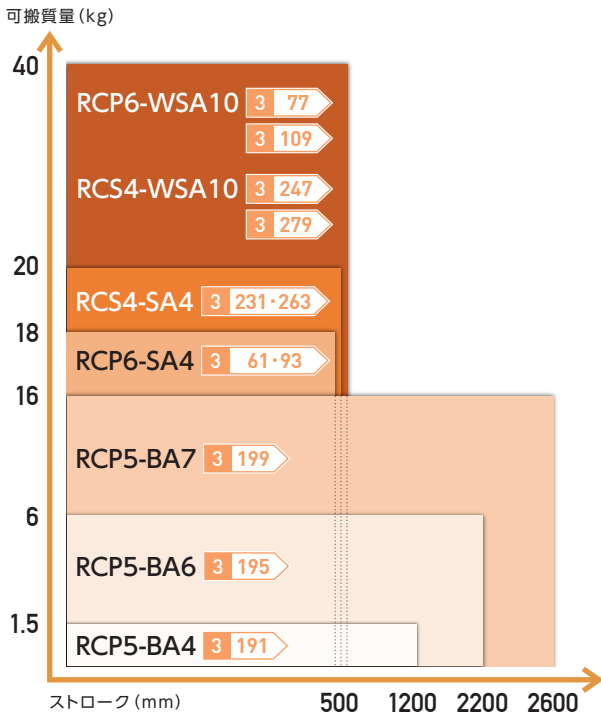 可搬質量(kg)
40
RCP6-WSA10 3 77
3 109
RCS4-WSA10 3 247
3 279
20
RCS4-SA4 3 231・263
18
RCP6-SA4 3 61・93
16
RCP5-BA7 3 199
6
RCP5-BA6 3 195
1.5
RCP5-BA4 3 191
ストローク(mm) 500 1200 2200 2600